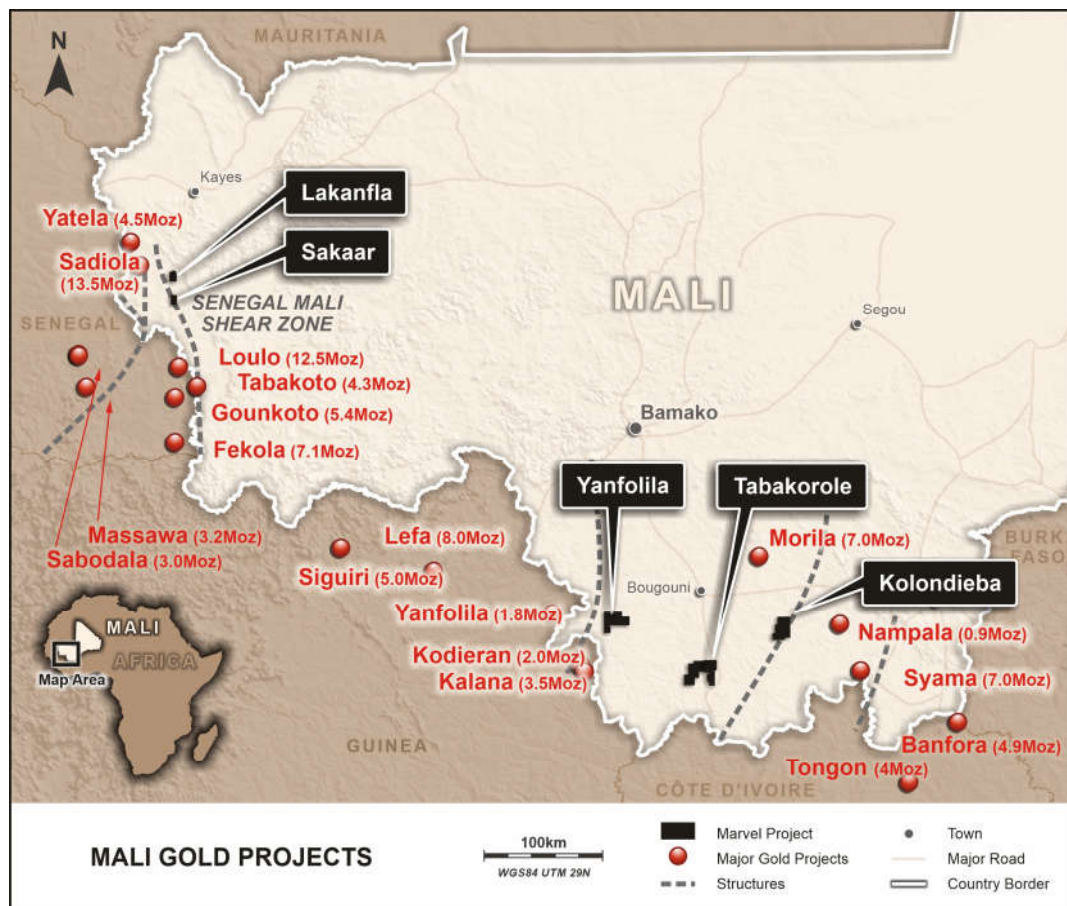 MAURITANIA
N
Kayes
Lakanfla
Yatela (4.5Moz)
Sakaar
Sadiola
(13.5Moz)
SENEGAL MALI
SHEAR ZONE
MALI
SENEGAL
Segou
Loulo (12.5Moz)
Tabakoto (4.3Moz)
Gounkoto (5.4Moz)
Bamako
Fekola (7.1Moz)
Yanfolila
Tabakorole
Massawa (3.2Moz)
Sabodala (3.0Moz)
Lefa (8.0Moz)
Siguiri (5.0Moz)
Morila (7.0Moz)
BURK
FASO
Bougouni
Kolondieba
Yanfolila (1.8Moz)
Nampala (0.9Moz)
Kodieran (2.0Moz)
Kalana (3.5Moz)
Syama (7.0Moz)
MALI
AFRICA
Map Area
GUINEA
Banfora (4.9Moz)
Tongon (4Moz)
CÔTE D'IVOIRE
MALI GOLD PROJECTS
100km
WGS84 UTM 29N
Marvel Project
Major Gold Projects
Structures
Town
Major Road
Country Border